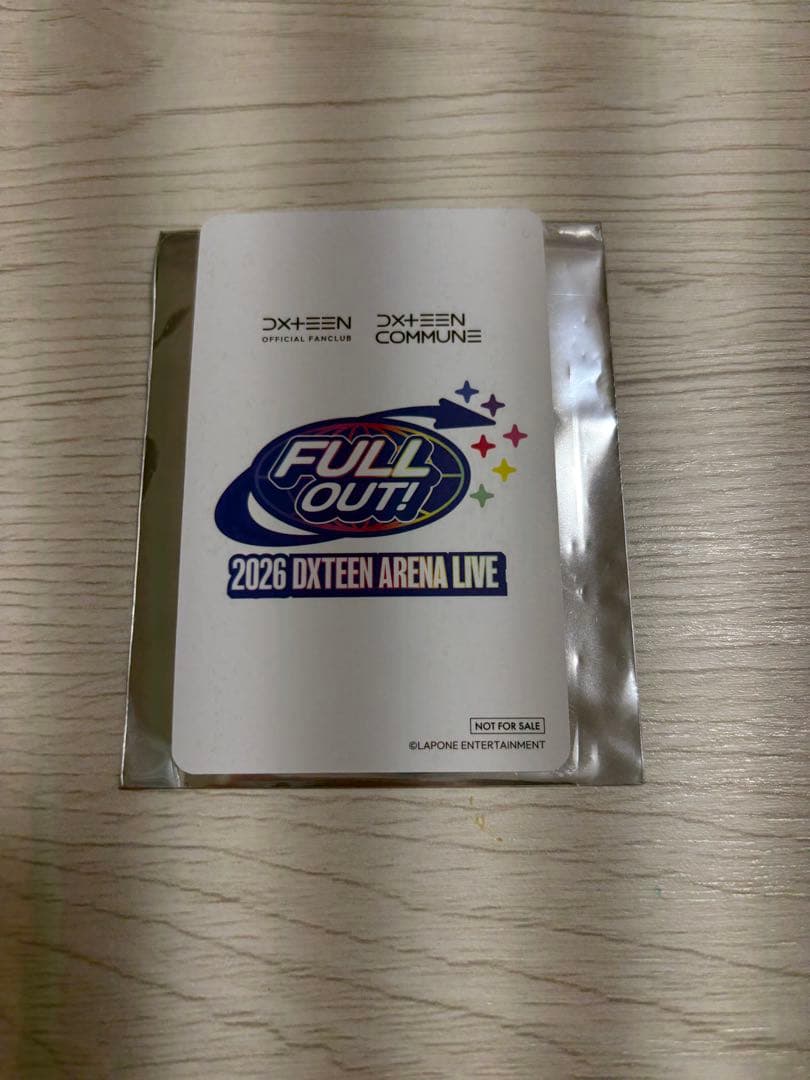 DXTEEN
OFFICIAL FANCLUB
DXTEEN
COMMUNE
FULL
OUT!
2026 DXTEEN ARENA LIVE
NOT FOR SALE
©LAPONE ENTERTAINMENT